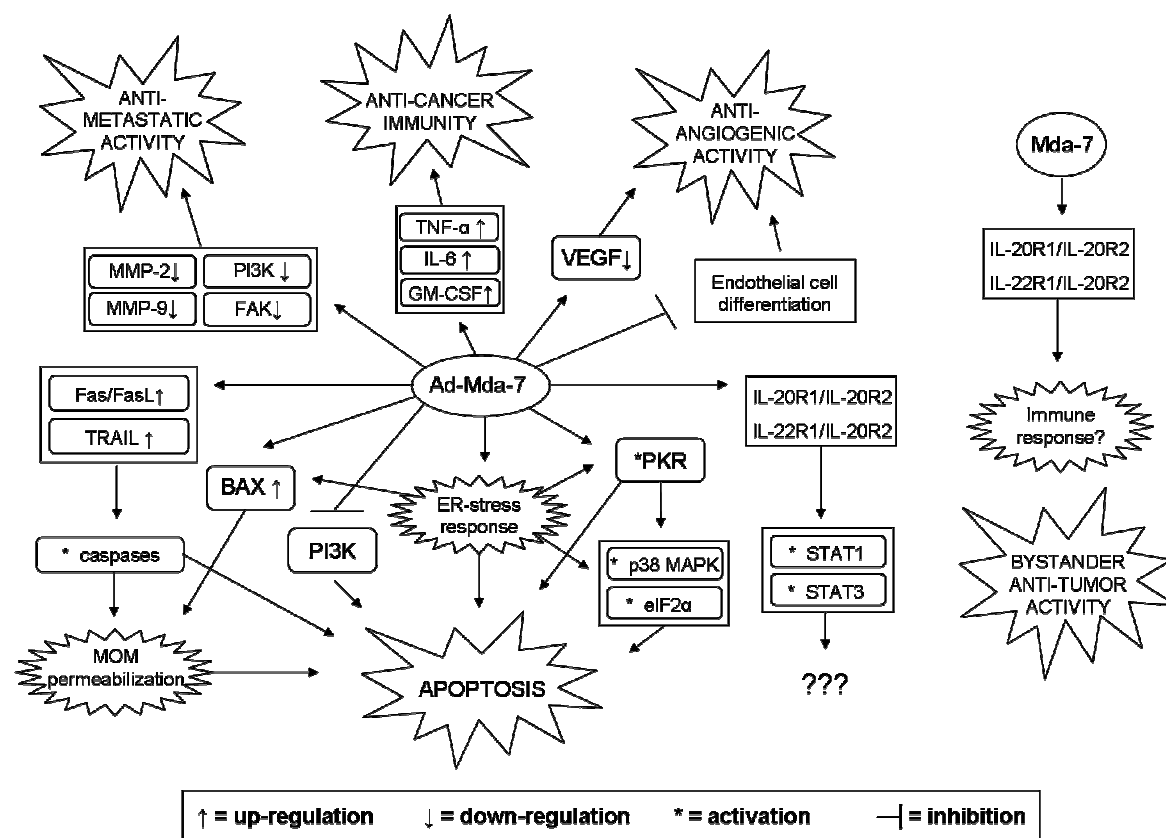 ANTI-
METASTATIC
ACTIVITY
ANTI-CANCER
IMMUNITY
ANTI-
ANGIOGENIC
ACTIVITY
Mda-7
TNF-α ↑
IL-6 ↑
GM-CSF↑
MMP-2↓
PI3K ↓
MMP-9↓
FAK↓
VEGF↓
Endothelial cell
differentiation
IL-20R1/IL-20R2
IL-22R1/IL-20R2
Ad-Mda-7
Fas/FasL↑
TRAIL ↑
IL-20R1/IL-20R2
IL-22R1/IL-20R2
Immune
response?
BAX ↑
ER-stress
response
*PKR
PI3K
* caspases
* p38 MAPK
* eIF2α
* STAT1
* STAT3
BYSTANDER
ANTI-TUMOR
ACTIVITY
MOM
permeabilization
APOPTOSIS
???
↑ = up-regulation ↓ = down-regulation * = activation ⊣ = inhibition